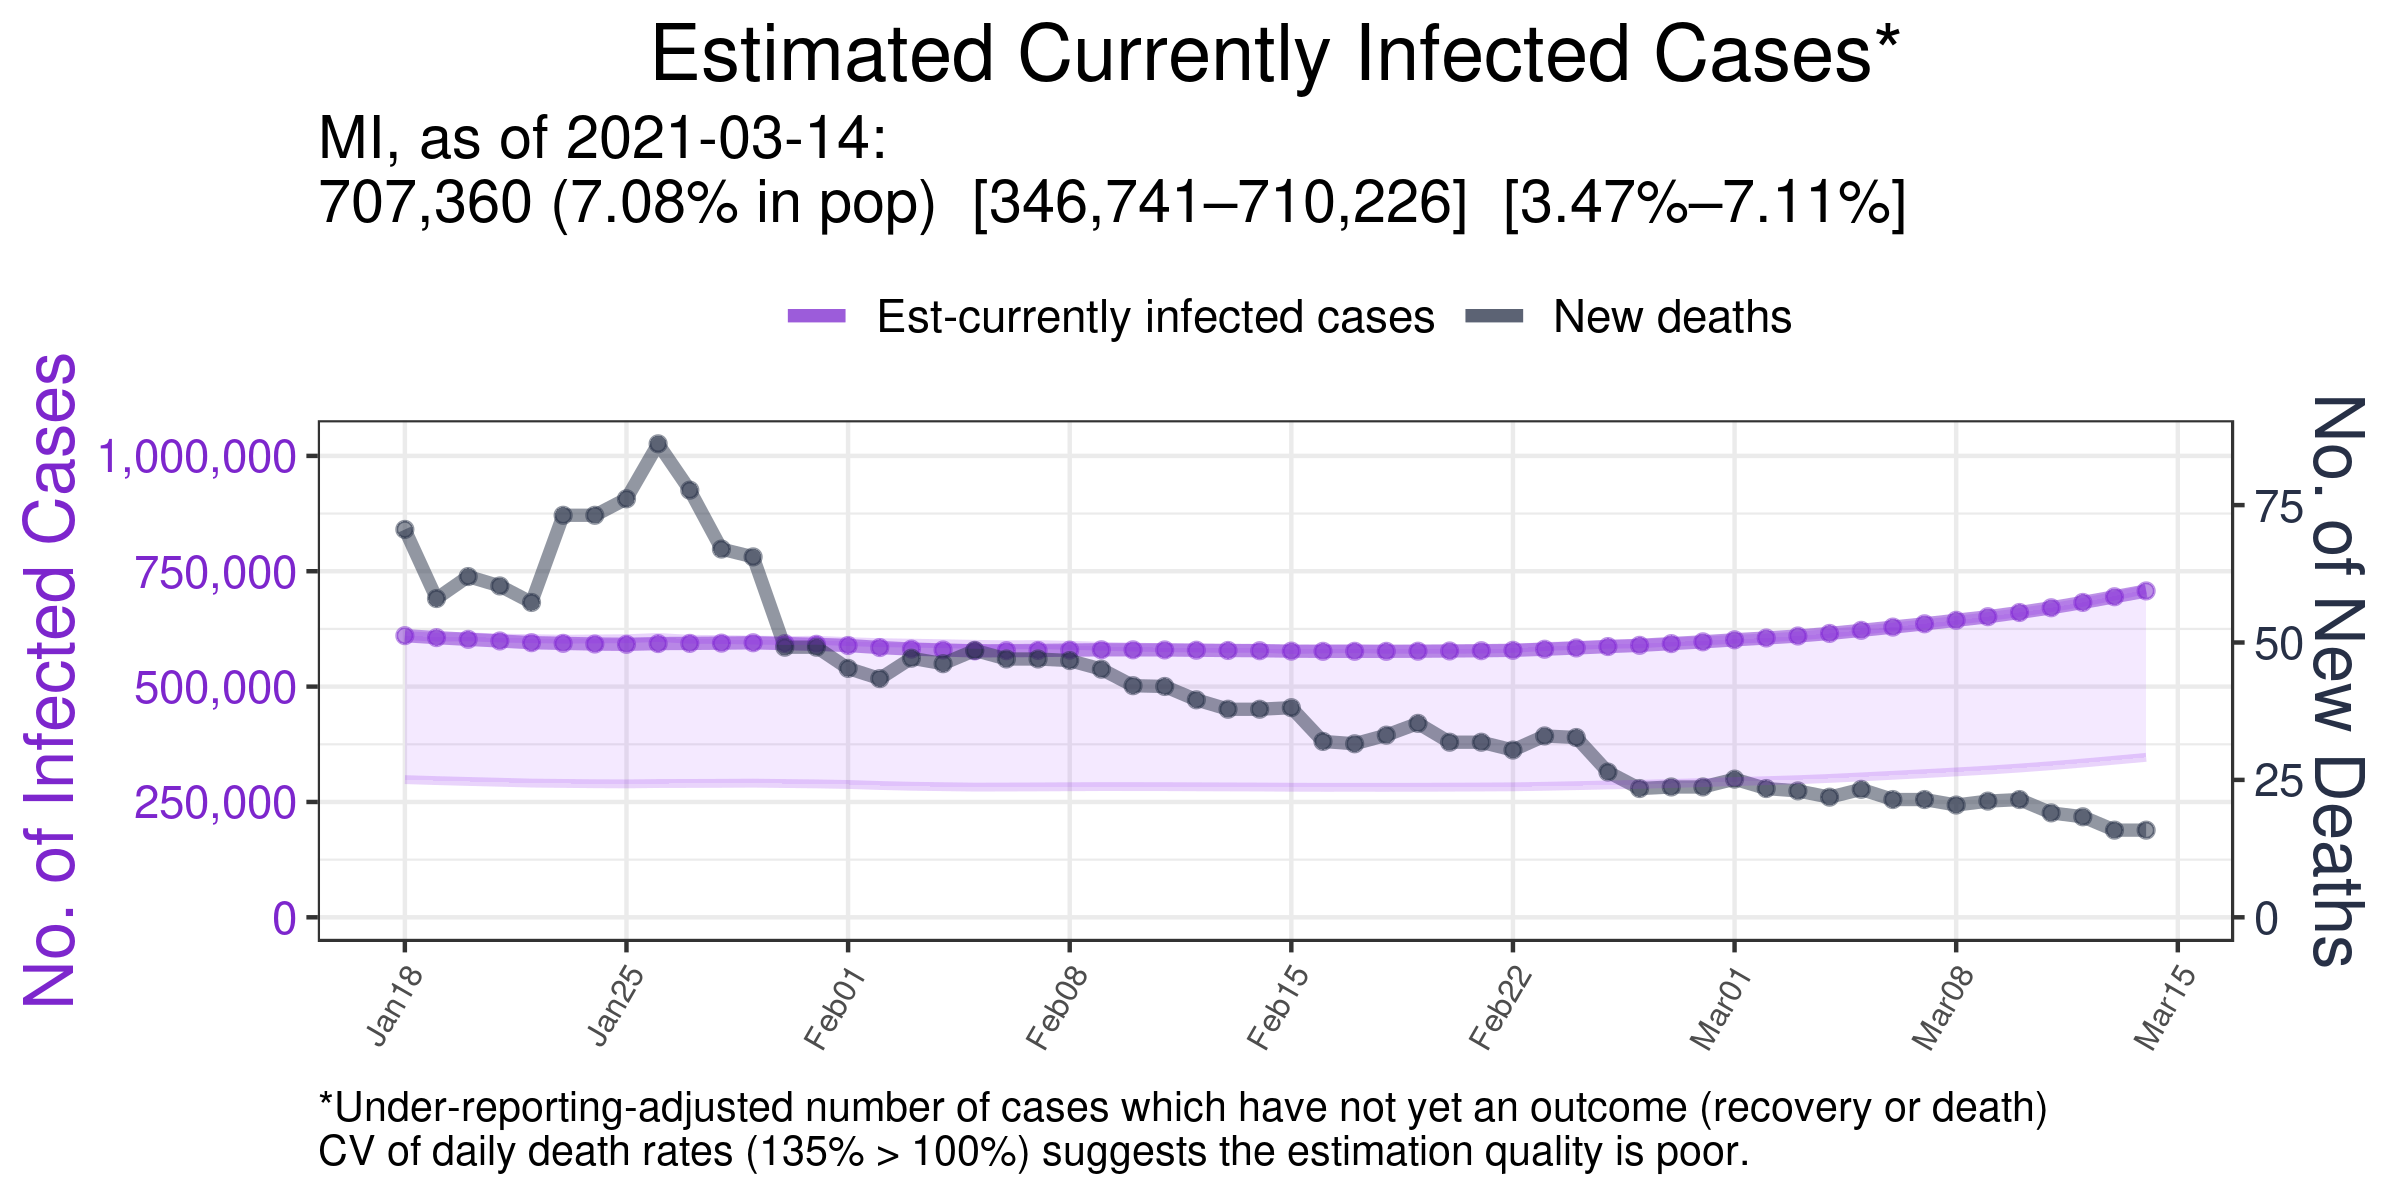 Estimated Currently Infected Cases*
MI, as of 2021-03-14:
707,360 (7.08% in pop)  [346,741–710,226]  [3.47%–7.11%]
Est-currently infected cases
New deaths
No. of Infected Cases
1,000,000
750,000
500,000
250,000
0
No. of New Deaths
75
50
25
0
Jan18
Jan25
Feb01
Feb08
Feb15
Feb22
Mar01
Mar08
Mar15
*Under-reporting-adjusted number of cases which have not yet an outcome (recovery or death)
CV of daily death rates (135% > 100%) suggests the estimation quality is poor.